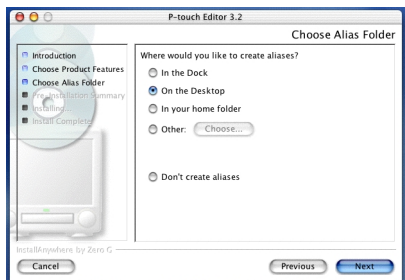 P-touch Editor 3.2
Choose Alias Folder
Introduction
Choose Product Features
Choose Alias Folder
Pre-Installation Summary
Installing...
Install Complete
Where would you like to create aliases?
In the Dock
On the Desktop
In your home folder
Other: Choose...
Don't create aliases
InstallAnywhere by Zero G
Cancel Previous Next